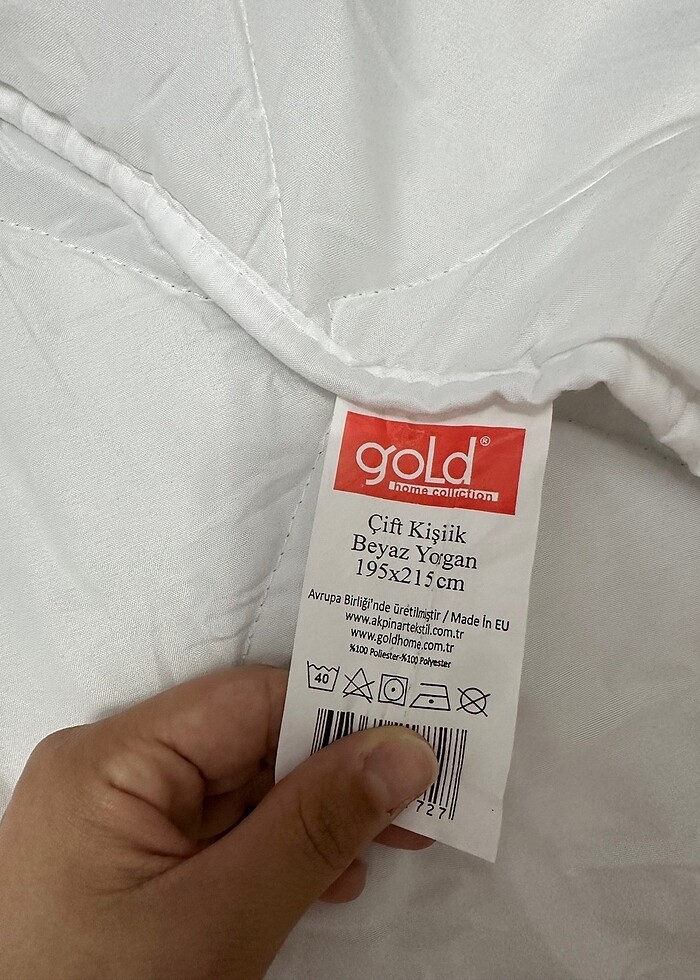 gold®
home collection
Çift Kişiik
Beyaz Yorgan
195x215cm
Avrupa Birliği'nde üretilmiştir / Made İn EU
www.akpinartekstil.com.tr
www.goldhome.com.tr
%100 Poliester-%100 Polyester
40
727